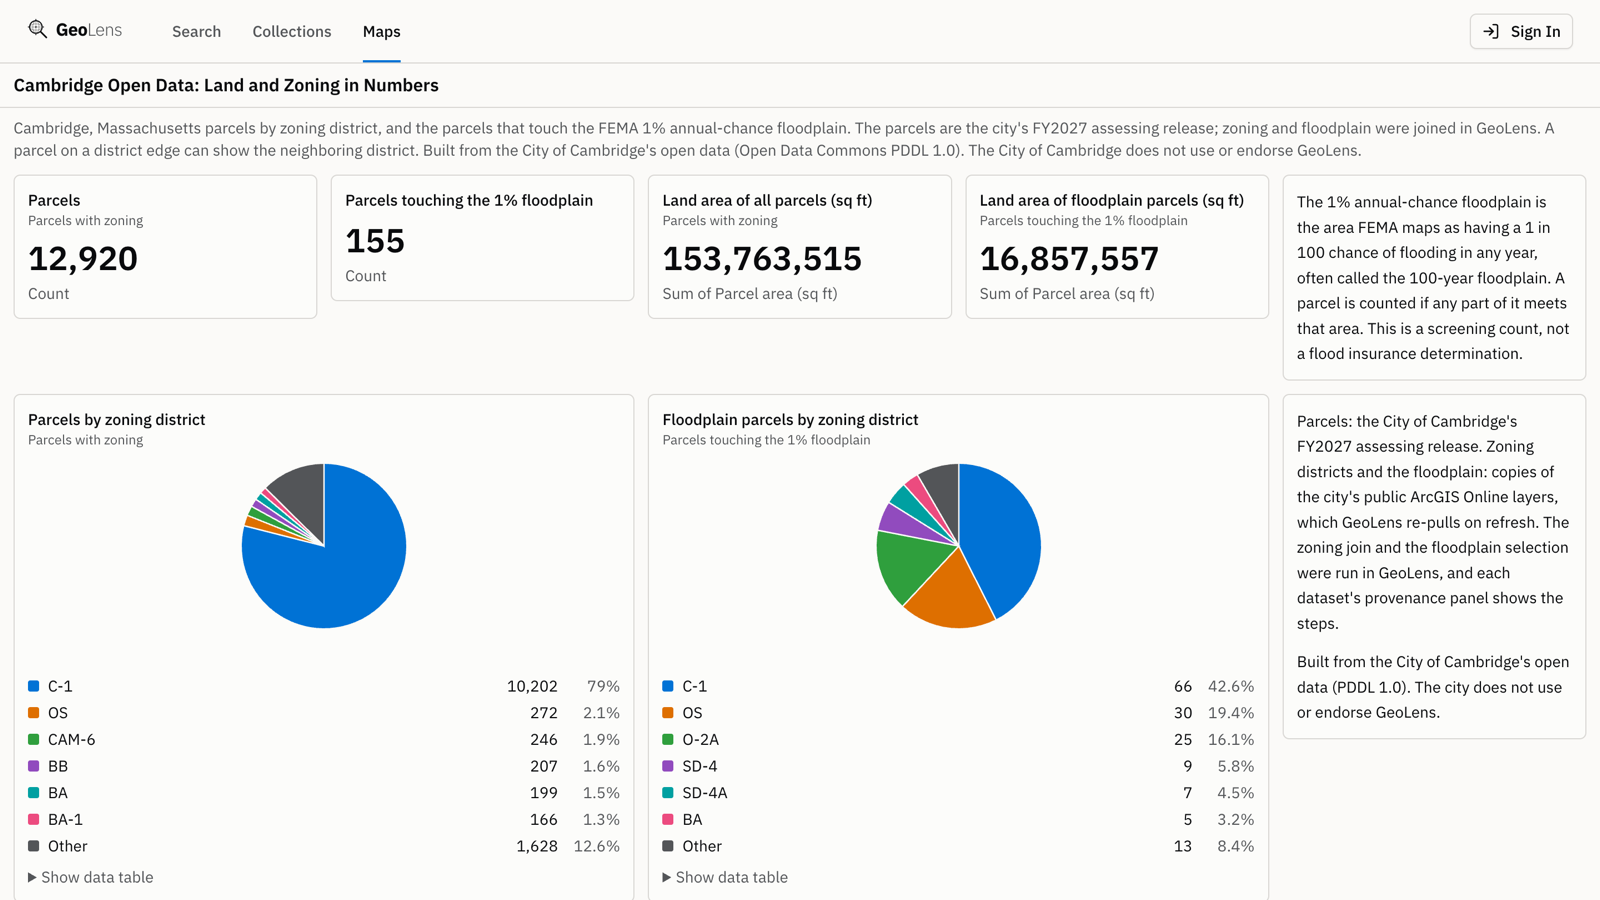 GeoLens
Search
Collections
Maps
Sign In
Cambridge Open Data: Land and Zoning in Numbers
Cambridge, Massachusetts parcels by zoning district, and the parcels that touch the FEMA 1% annual-chance floodplain. The parcels are the city's FY2027 assessing release; zoning and floodplain were joined in GeoLens. A
parcel on a district edge can show the neighboring district. Built from the City of Cambridge's open data (Open Data Commons PDDL 1.0). The City of Cambridge does not use or endorse GeoLens.
Parcels
Parcels with zoning
12,920
Count
Parcels touching the 1% floodplain
155
Count
Land area of all parcels (sq ft)
Parcels with zoning
153,763,515
Sum of Parcel area (sq ft)
Land area of floodplain parcels (sq ft)
Parcels touching the 1% floodplain
16,857,557
Sum of Parcel area (sq ft)
The 1% annual-chance floodplain is
the area FEMA maps as having a 1 in
100 chance of flooding in any year,
often called the 100-year floodplain. A
parcel is counted if any part of it meets
that area. This is a screening count, not
a flood insurance determination.
Parcels by zoning district
Parcels with zoning
C-1 10,202 79%
OS 272 2.1%
CAM-6 246 1.9%
BB 207 1.6%
BA 199 1.5%
BA-1 166 1.3%
Other 1,628 12.6%
Show data table
Floodplain parcels by zoning district
Parcels touching the 1% floodplain
C-1 66 42.6%
OS 30 19.4%
O-2A 25 16.1%
SD-4 9 5.8%
SD-4A 7 4.5%
BA 5 3.2%
Other 13 8.4%
Show data table
Parcels: the City of Cambridge's
FY2027 assessing release. Zoning
districts and the floodplain: copies of
the city's public ArcGIS Online layers,
which GeoLens re-pulls on refresh. The
zoning join and the floodplain selection
were run in GeoLens, and each
dataset's provenance panel shows the
steps.
Built from the City of Cambridge's open
data (PDDL 1.0). The city does not use
or endorse GeoLens.